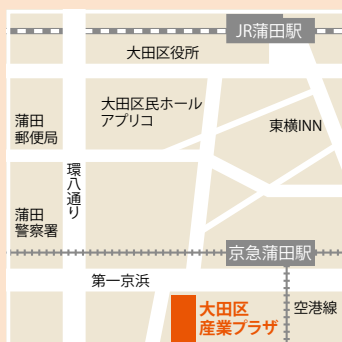 JR蒲田駅
大田区役所
大田区民ホール
アプリコ
蒲田
郵便局
東横INN
環八通り
蒲田
警察署
京急蒲田駅
第一京浜
大田区
産業プラザ
空港線